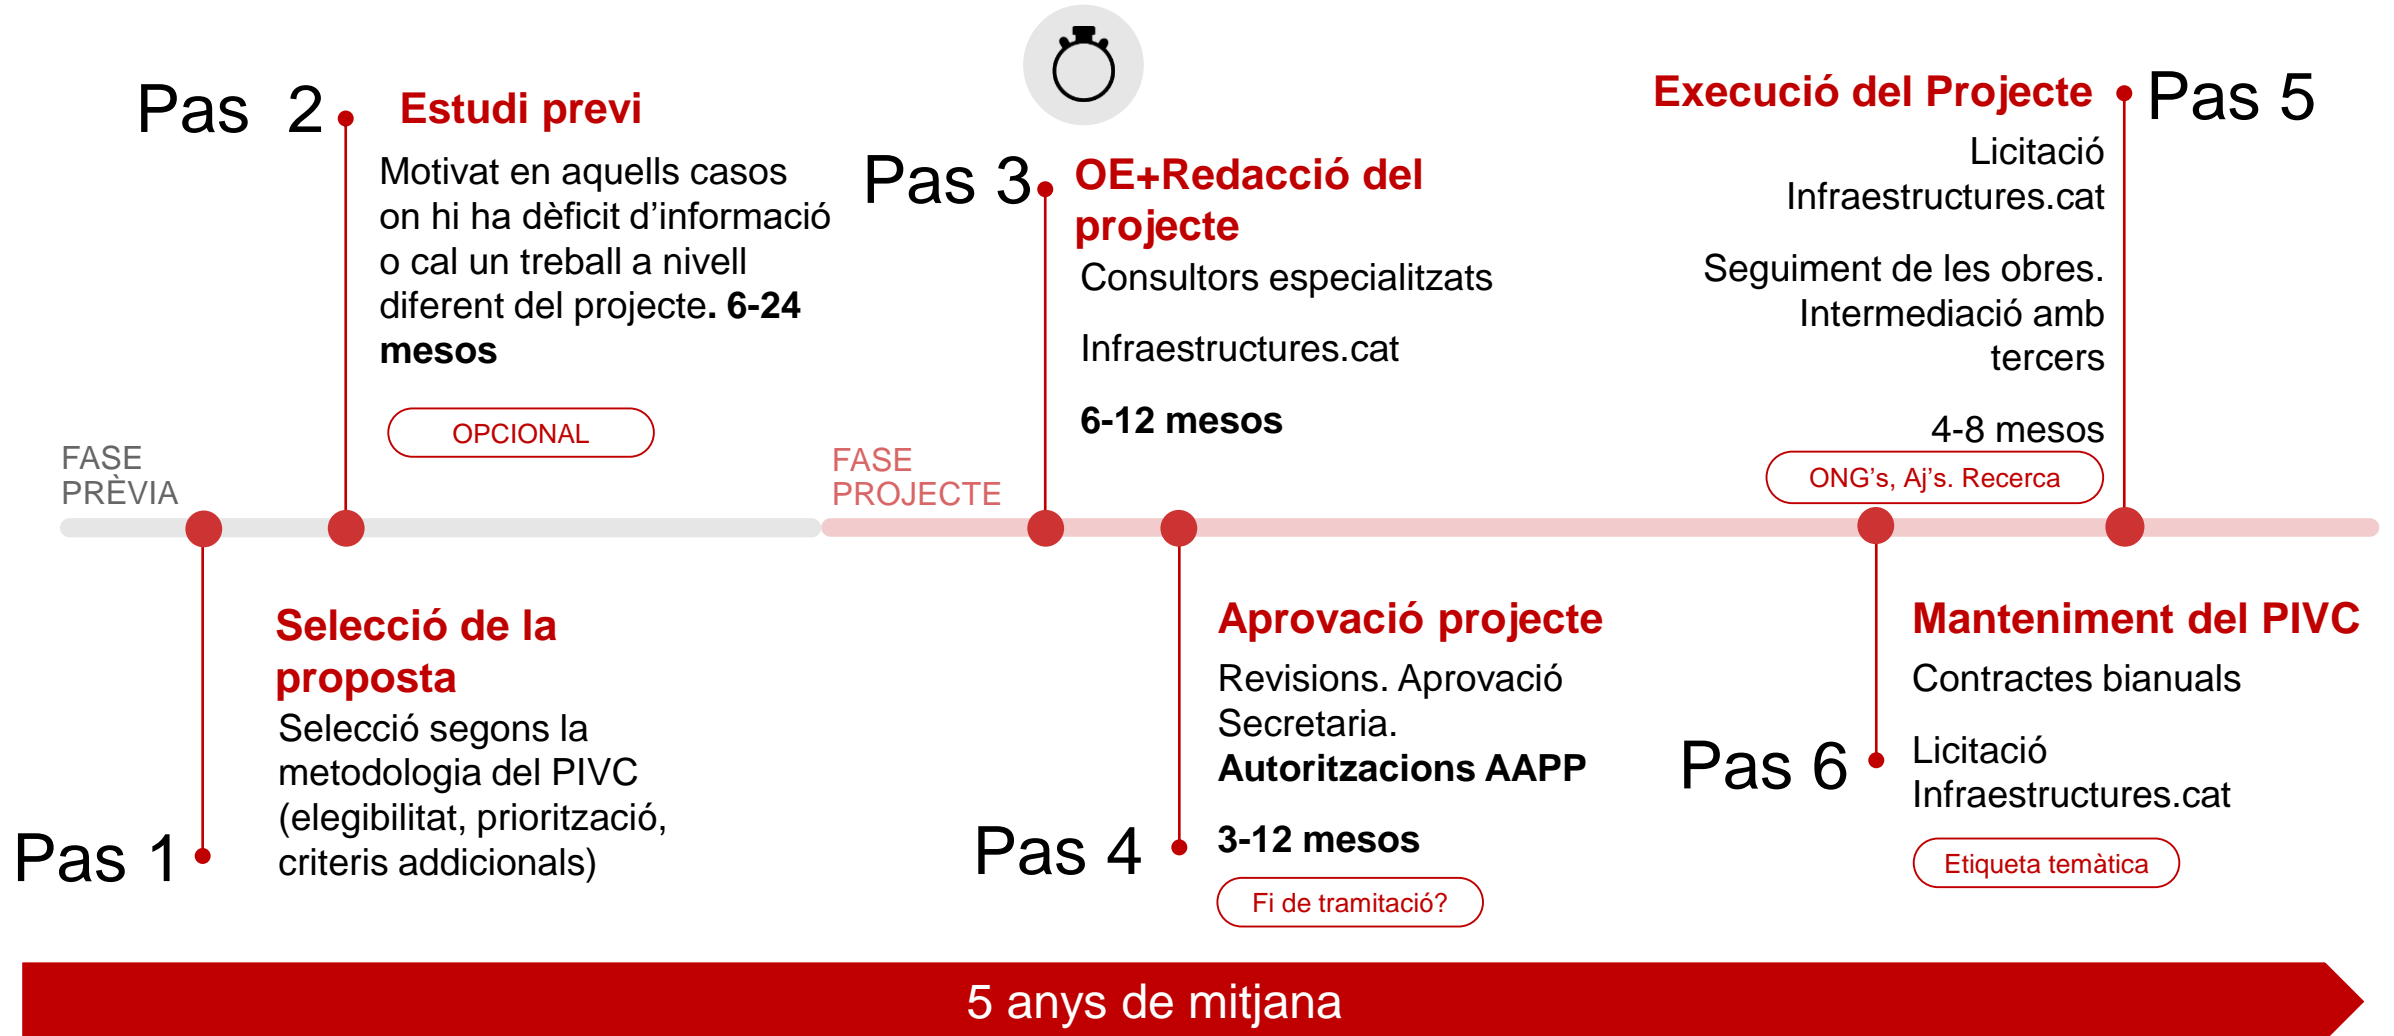 Pas 2
Estudi previ
Motivat en aquells casos
on hi ha dèficit d’informació
o cal un treball a nivell
diferent del projecte. 6-24
mesos
OPCIONAL
FASE
PRÈVIA
Pas 1
Selecció de la
proposta
Selecció segons la
metodologia del PIVC
(elegibilitat, priorització,
criteris addicionals)
Pas 3
OE+Redacció del
projecte
Consultors especialitzats
Infraestructures.cat
6-12 mesos
FASE
PROJECTE
Pas 4
Aprovació projecte
Revisions. Aprovació
Secretaria.
Autoritzacions AAPP
3-12 mesos
Fi de tramitació?
Execució del Projecte
Pas 5
Licitació
Infraestructures.cat
Seguiment de les obres.
Intermediació amb
tercers
4-8 mesos
ONG’s, Aj’s. Recerca
Pas 6
Manteniment del PIVC
Contractes bianuals
Licitació
Infraestructures.cat
Etiqueta temàtica
5 anys de mitjana